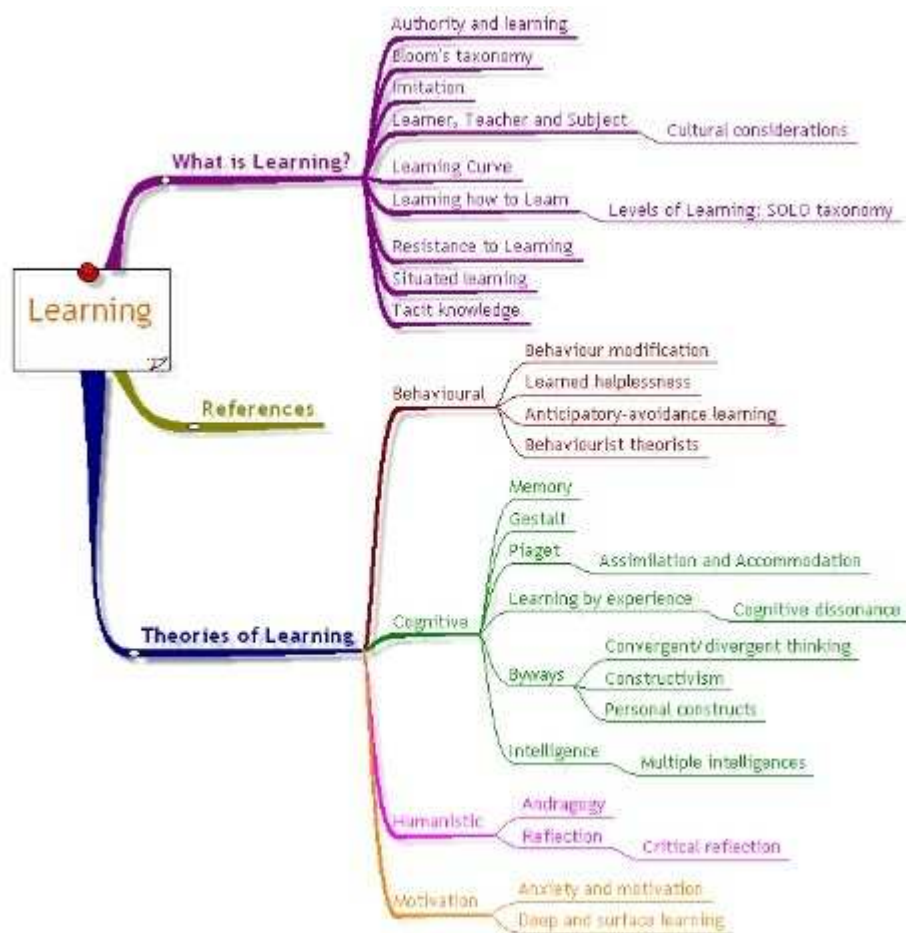 Authority and learning
Bloom's taxonomy
Imitation
Learner, Teacher and Subject
Cultural considerations
What is Learning?
Learning Curve
Learning how to Learn
Levels of Learning: SOLO taxonomy
Resistance to Learning
Situated learning
Tacit knowledge
Learning
References
Behavioural
Behaviour modification
Learned helplessness
Anticipatory-avoidance learning
Behaviourist theorists
Theories of Learning
Cognitive
Memory
Gestalt
Piaget
Assimilation and Accommodation
Learning by experience
Cognitive dissonance
Byways
Convergent/divergent thinking
Constructivism
Personal constructs
Intelligence
Multiple intelligences
Humanistic
Andragogy
Reflection
Critical reflection
Motivation
Anxiety and motivation
Deep and surface learning